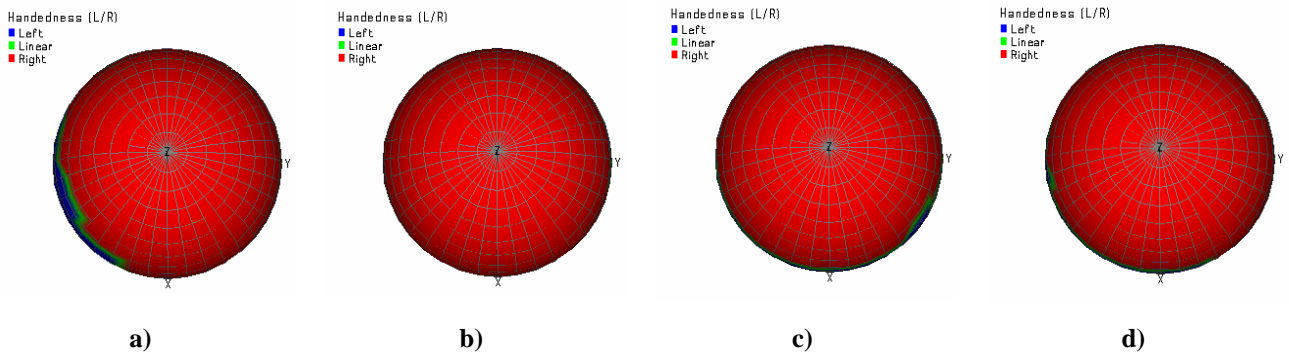 Handedness (L/R)
Left
Linear
Right
Z
Y
X
a)
Handedness (L/R)
Left
Linear
Right
Z
Y
X
b)
Handedness (L/R)
Left
Linear
Right
Z
Y
X
c)
Handedness (L/R)
Left
Linear
Right
Z
Y
X
d)